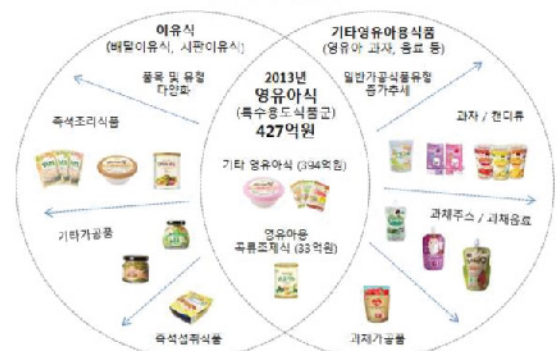 이유식
(배달이유식, 시판이유식)
기타영유아용식품
(영유아 과자, 음료 등)
품목 및 유형
다양화
2013년
영유아식
(특수용도식품군)
427억원
일반가공식품유형
증가추세
즉석조리식품
과자 / 캔디류
기타 영유아식 (394억원)
기타가공품
과채주스 / 과채음료
영유아용
곡류조제식 (33억원)
즉석섭취식품
과채가공품